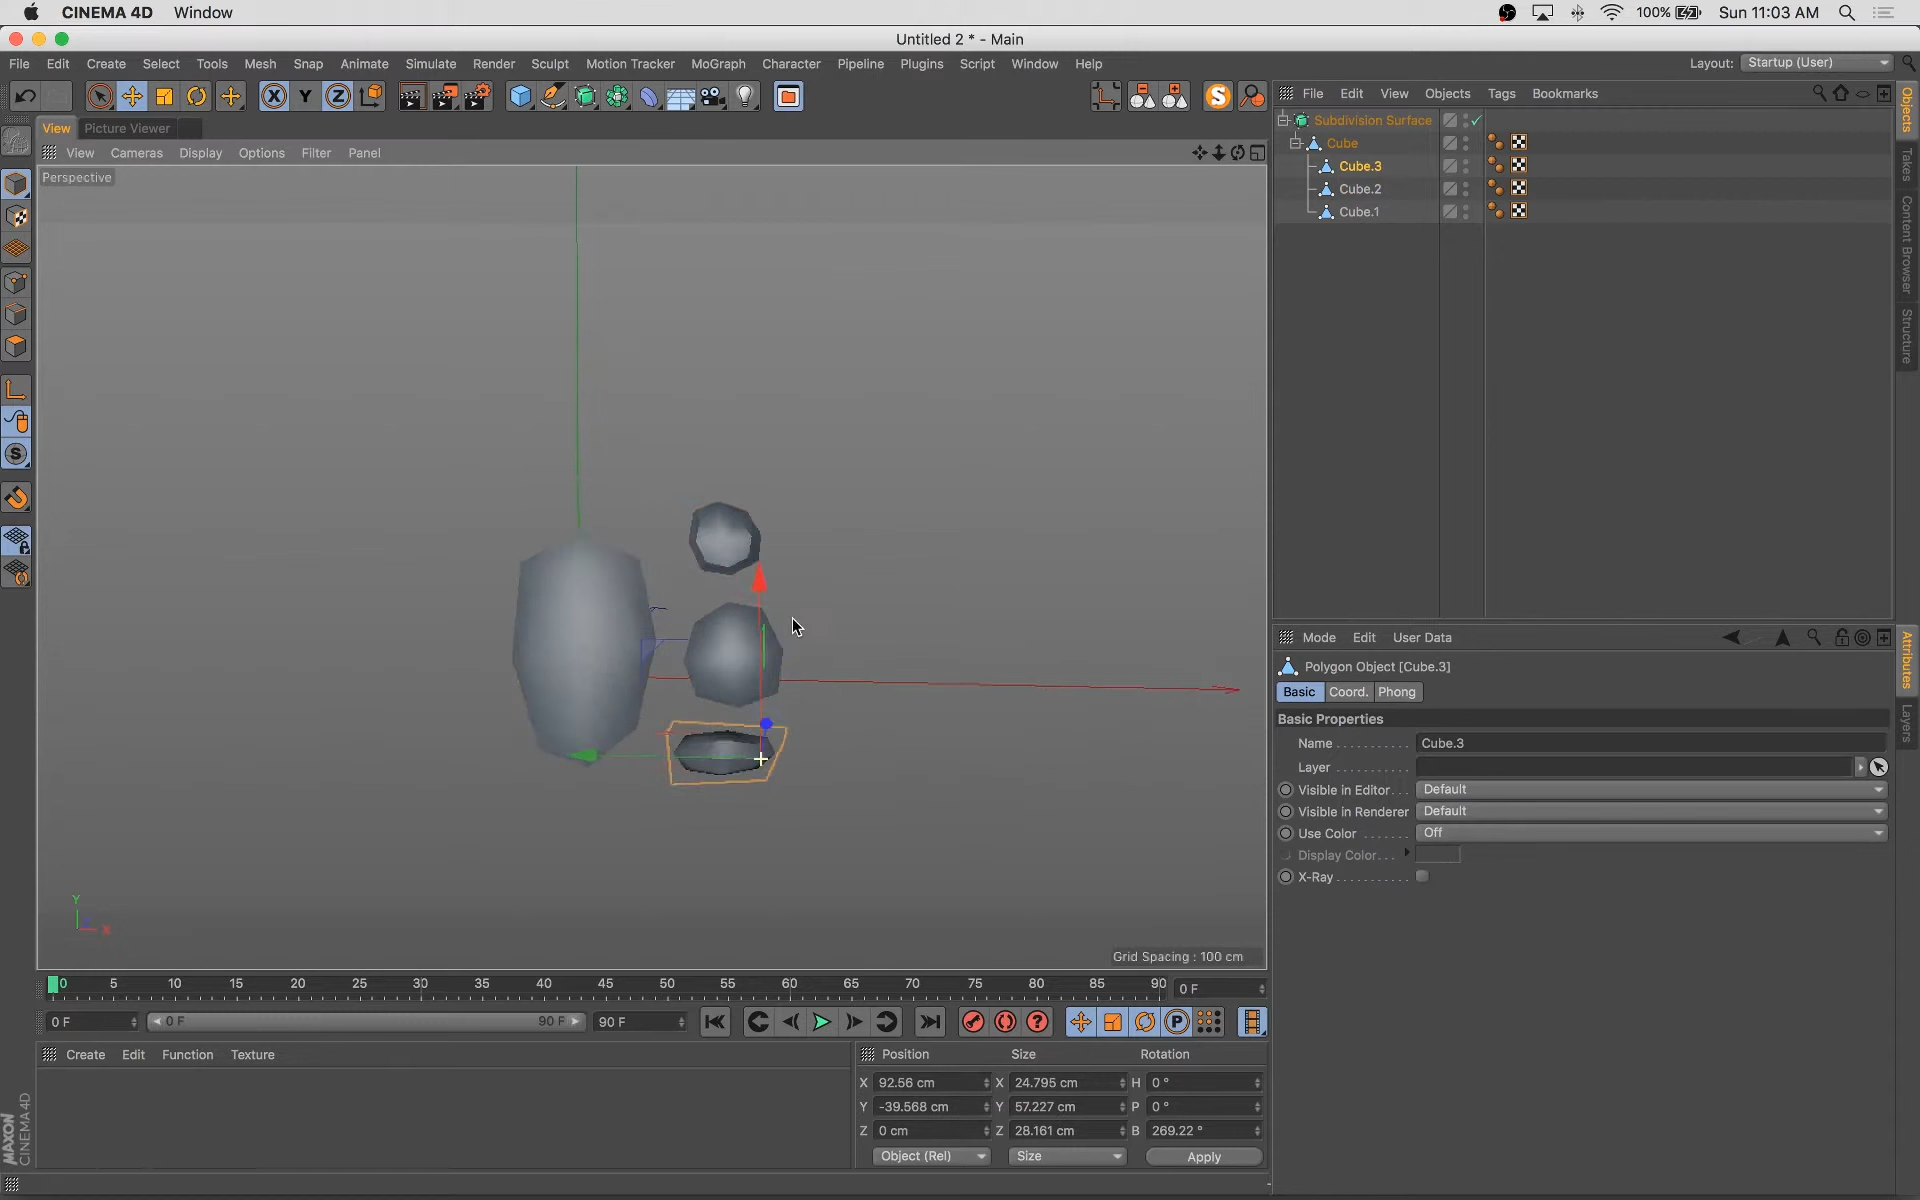 CINEMA 4D Window 100% Sun 11:03 AM
Untitled 2 * - Main
File Edit Create Select Tools Mesh Snap Animate Simulate Render Sculpt Motion Tracker MoGraph Character Pipeline Plugins Script Window Help Layout: Startup (User)
X Y Z S
File Edit View Objects Tags Bookmarks
View Picture Viewer
View Cameras Display Options Filter Panel
Perspective
Subdivision Surface
Cube
Cube.3
Cube.2
Cube.1
Objects
Takes
Content Browser
Structure
S
Mode Edit User Data
Polygon Object [Cube.3]
Basic Coord. Phong
Basic Properties
Name . . . . . . . . . . . Cube.3
Layer . . . . . . . . . . .
Visible in Editor. . . Default
Visible in Renderer Default
Use Color . . . . . . . Off
Display Color. . .
X-Ray . . . . . . . . . . .
Attributes
Layers
Y
X
Grid Spacing : 100 cm
0 5 10 15 20 25 30 35 40 45 50 55 60 65 70 75 80 85 90 0 F
0 F 0 F 90 F 90 F ? P
Create Edit Function Texture
Position Size Rotation
X 92.56 cm X 24.795 cm H 0 °
Y -39.568 cm Y 57.227 cm P 0 °
Z 0 cm Z 28.161 cm B 269.22 °
Object (Rel) Size Apply
MAXON
CINEMA 4D